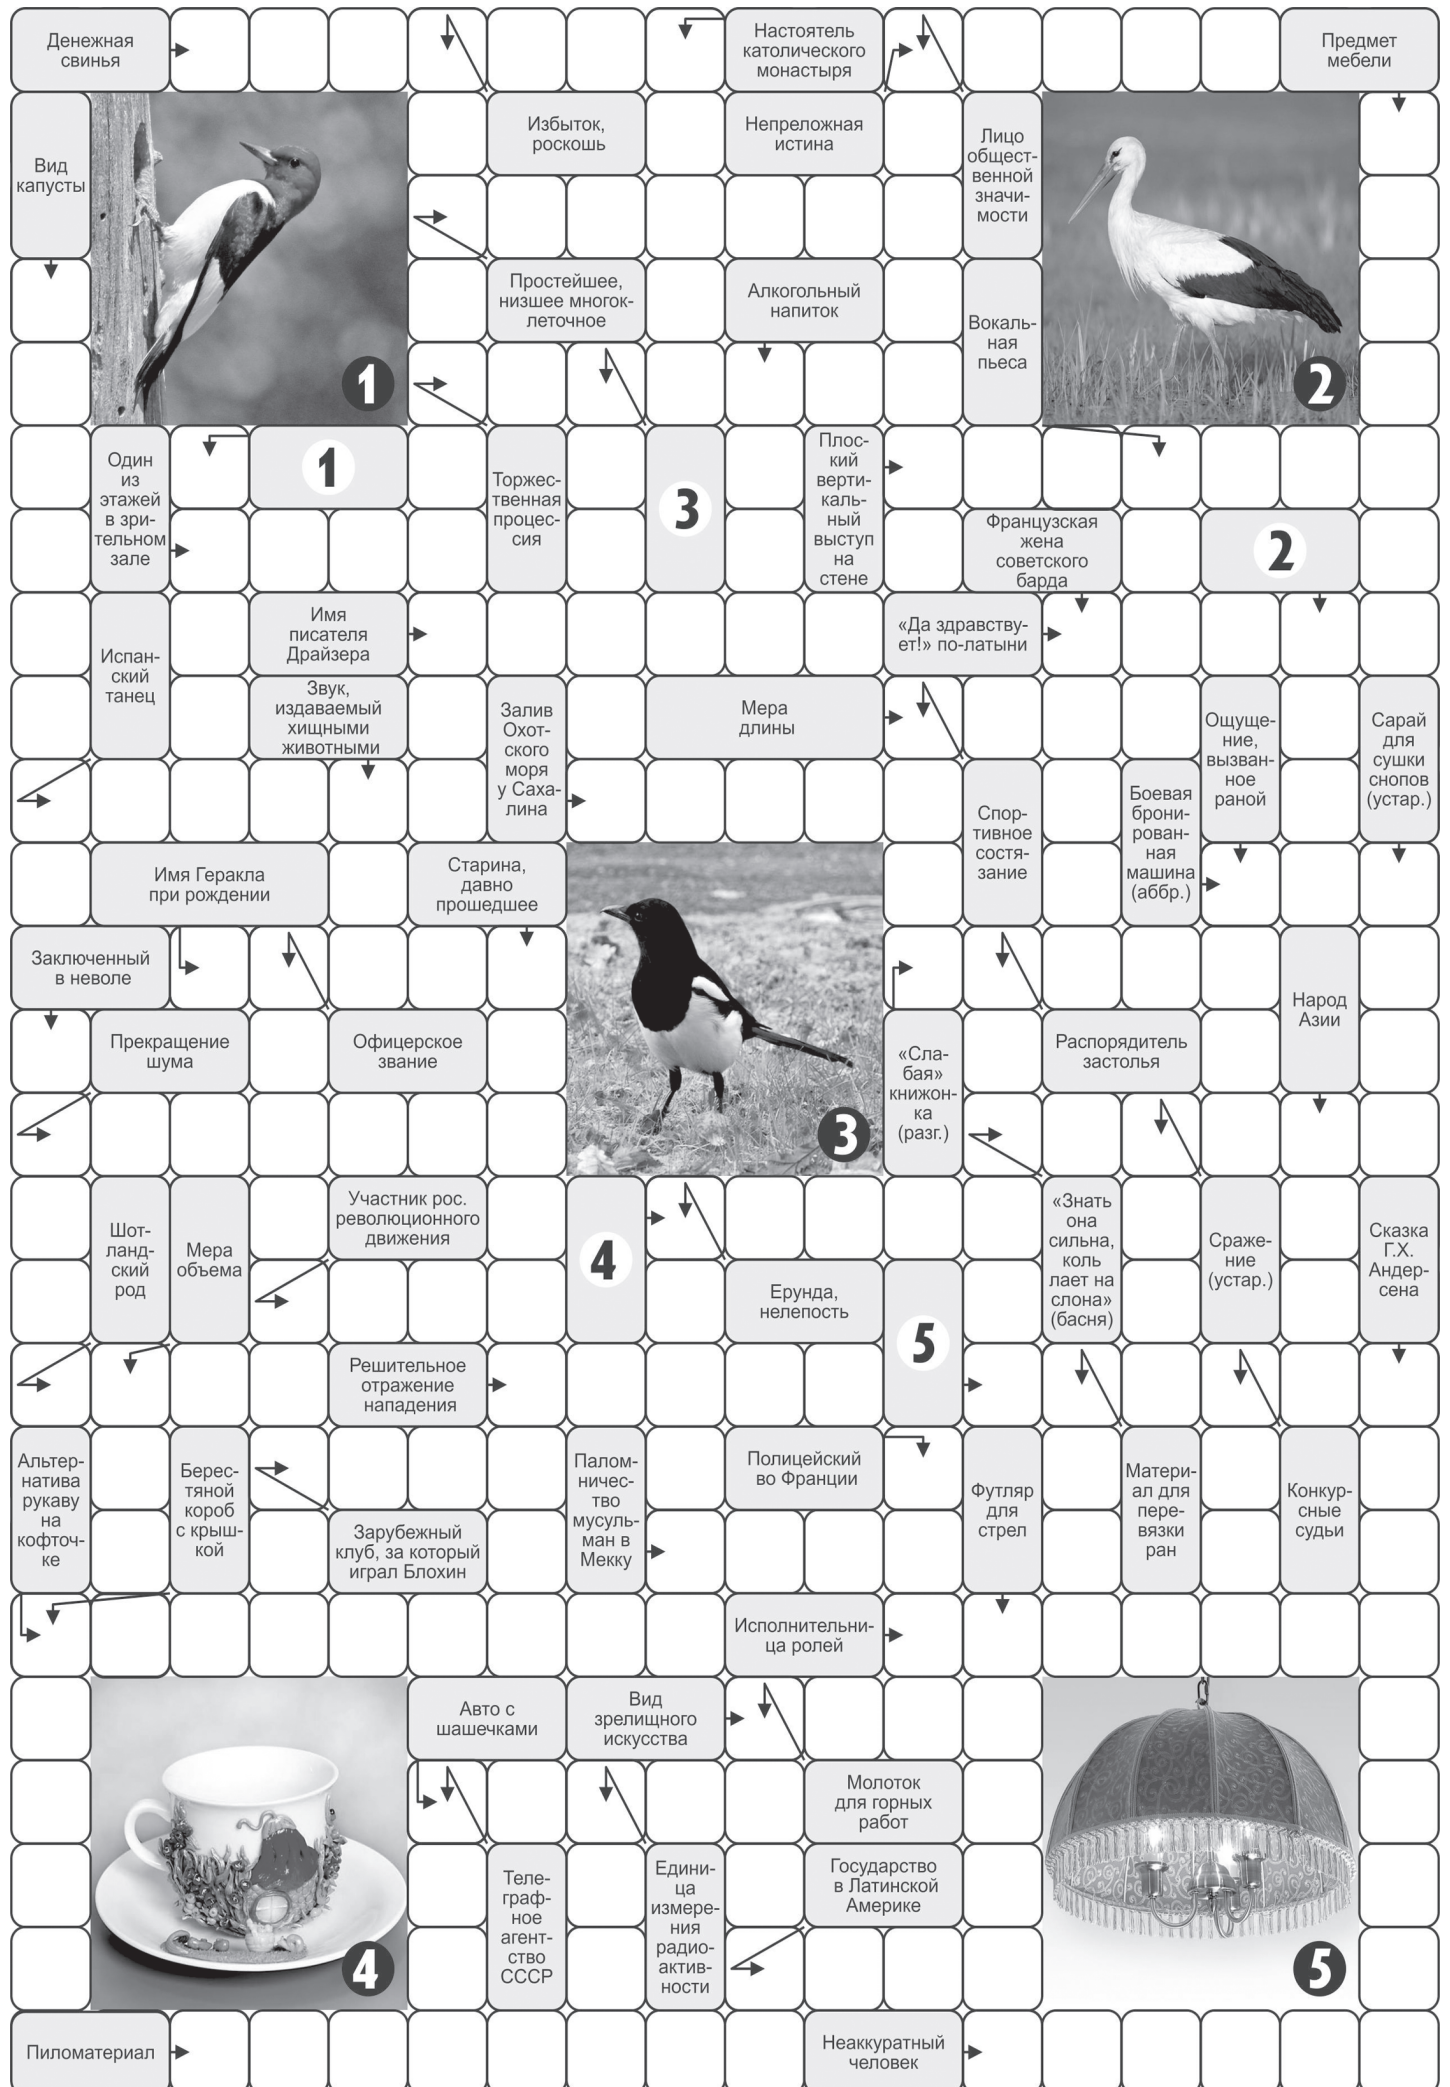 Денежная
свинья
Настоятель
католического
монастыря
Предмет
мебели
Вид
капусты
Избыток,
роскошь
Непреложная
истина
Лицо
общест-
венной
значи-
мости
Простейшее,
низшее многок-
леточное
Алкогольный
напиток
Вокаль-
ная
пьеса
1
2
Один
из
этажей
в зри-
тельном
зале
1
Торжес-
твенная
процес-
сия
3
Плос-
кий
верти-
каль-
ный
выступ
на
стене
Французская
жена
советского
барда
2
Испан-
ский
танец
Имя
писателя
Драйзера
«Да здравству-
ет!» по-латыни
Звук,
издаваемый
хищными
животными
Залив
Охот-
ского
моря
у Саха-
лина
Мера
длины
Ощуще-
ние,
вызван-
ное
раной
Сарай
для
сушки
снопов
(устар.)
Спор-
тивное
состя-
зание
Боевая
брони-
рован-
ная
машина
(аббр.)
Имя Геракла
при рождении
Старина,
давно
прошедшее
Заключенный
в неволе
Народ
Азии
Прекращение
шума
Офицерское
звание
«Сла-
бая»
книжон-
ка
(разг.)
Распорядитель
застолья
3
Шот-
ланд-
ский
род
Мера
объема
Участник рос.
революционного
движения
4
«Знать
она
сильна,
коль
лает на
слона»
(басня)
Сраже-
ние
(устар.)
Сказка
Г.Х.
Андер-
сена
Ерунда,
нелепость
5
Решительное
отражение
нападения
Альтер-
натива
рукаву
на
кофточ-
ке
Берес-
тяной
короб
с крыш-
кой
Палом-
ничес-
тво
мусуль-
ман в
Мекку
Полицейский
во Франции
Футляр
для
стрел
Матери-
ал для
пере-
вязки
ран
Конкур-
сные
судьи
Зарубежный
клуб, за который
играл Блохин
Исполнительни-
ца ролей
Авто с
шашечками
Вид
зрелищного
искусства
Молоток
для горных
работ
Теле-
граф-
ное
агент-
ство
СССР
Едини-
ца
измере-
ния
радио-
актив-
ности
Государство
в Латинской
Америке
4
5
Пиломатериал
Неаккуратный
человек